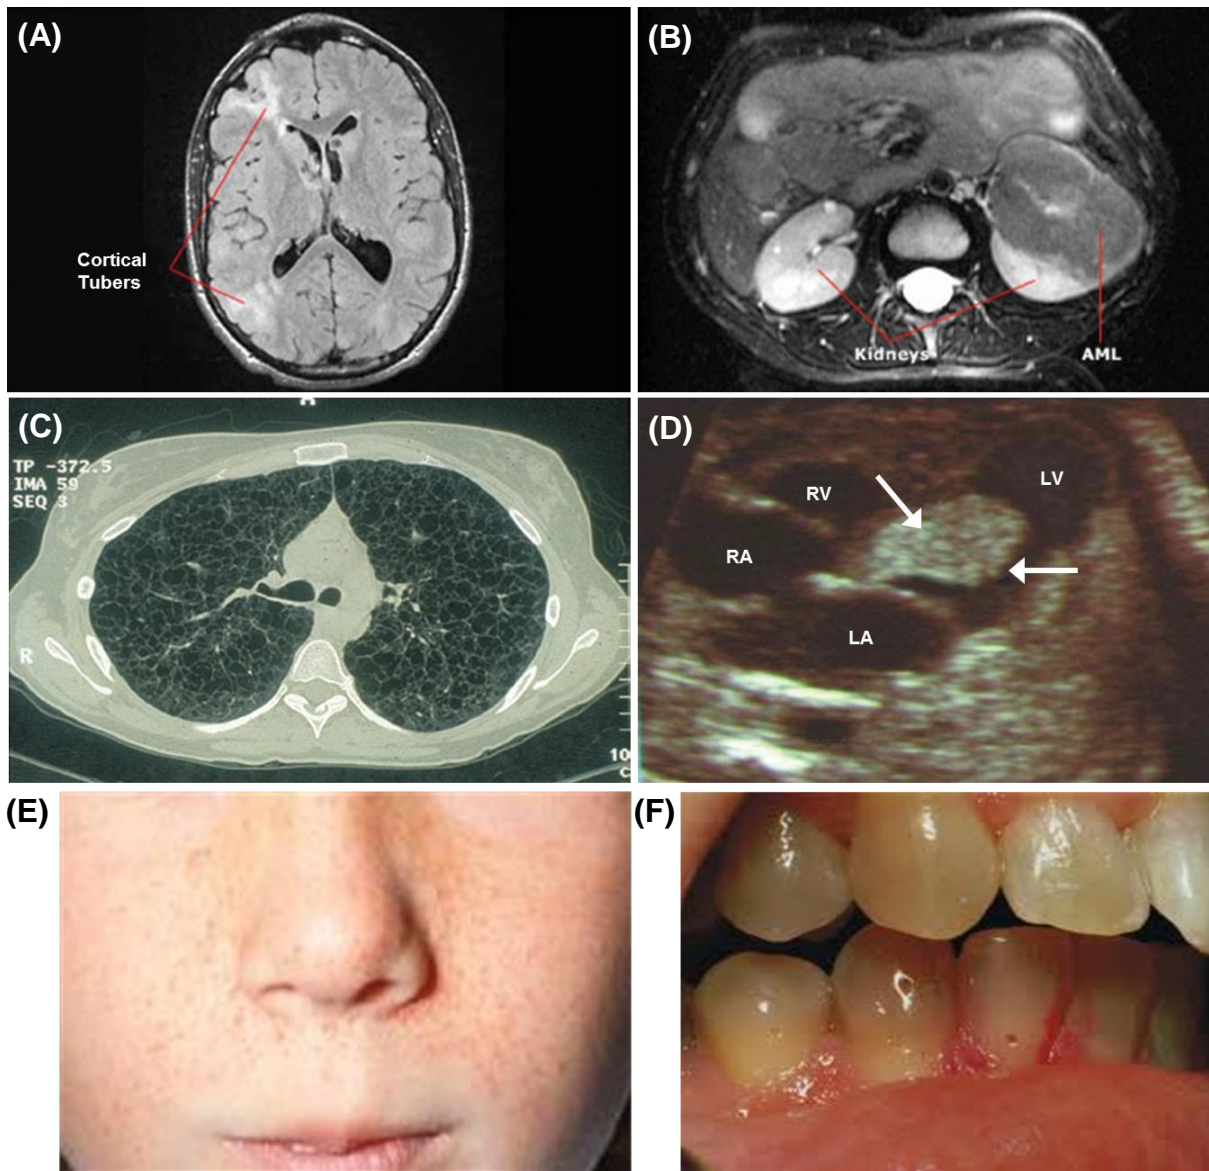 (A)
Cortical
Tubers
(B)
Kidneys
AML
(C)
A
TP -372.5
IMA 59
SEQ 3
R
10
C
(D)
RV
LV
RA
LA
(E)
(F)